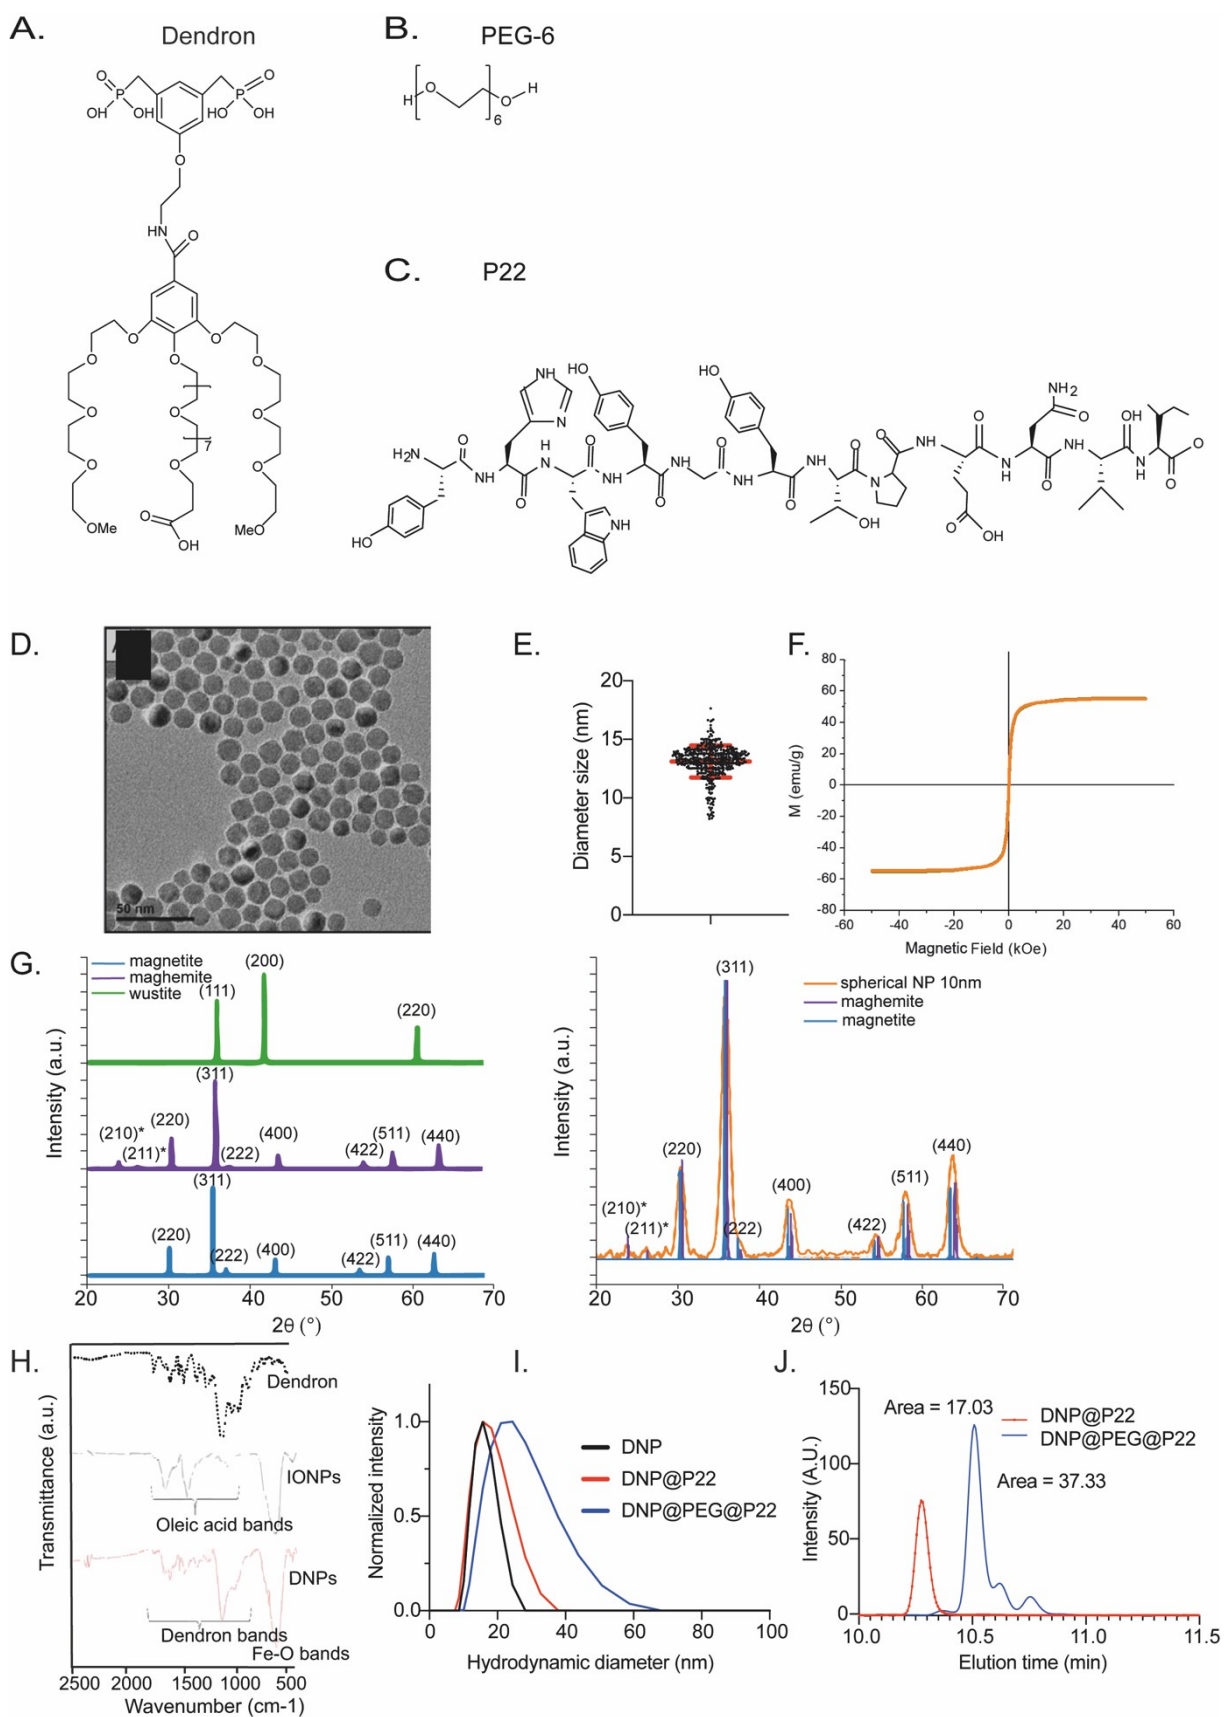 A.
Dendron
B.
PEG-6
O
P
OH
OH
O
P
HO
OH
O
HN
O
O
O
O
O
O
O
O
O
O
O
7
O
O
OMe
MeO
O
OH
H
O
6
O
H
C.
P22
H2N
HO
O
NH
NH
N
O
H
N
NH
O
NH
HO
O
NH
O
NH
HO
O
HN
OH
O
N
O
NH
O
OH
O
N
H
O
NH2
O
NH
OH
NH
O
O
D.
50 nm
E.
Diameter size (nm)
20
15
10
5
0
F.
M (emu/g)
80
60
40
20
0
-20
-40
-60
-80
-60
-40
-20
0
20
40
60
Magnetic Field (kOe)
G.
magnetite
maghemite
wustite
(111)
(200)
(220)
(210)*
(211)*
(220)
(311)
(222)
(400)
(422)
(511)
(440)
(220)
(311)
(222)
(400)
(422)
(511)
(440)
Intensity (a.u.)
20
30
40
50
60
70
2θ (°)
spherical NP 10nm
maghemite
magnetite
(210)*
(211)*
(220)
(311)
(222)
(400)
(422)
(511)
(440)
Intensity (a.u.)
20
30
40
50
60
70
2θ (°)
H.
Transmittance (a.u.)
Dendron
IONPs
Oleic acid bands
DNPs
Dendron bands
Fe-O bands
2500
2000
1500
1000
500
Wavenumber (cm-1)
I.
Normalized intensity
1.0
0.5
0.0
DNP
DNP@P22
DNP@PEG@P22
0
20
40
60
80
100
Hydrodynamic diameter (nm)
J.
Intensity (A.U.)
150
100
50
0
Area = 17.03
DNP@P22
DNP@PEG@P22
Area = 37.33
10.0
10.5
11.0
11.5
Elution time (min)